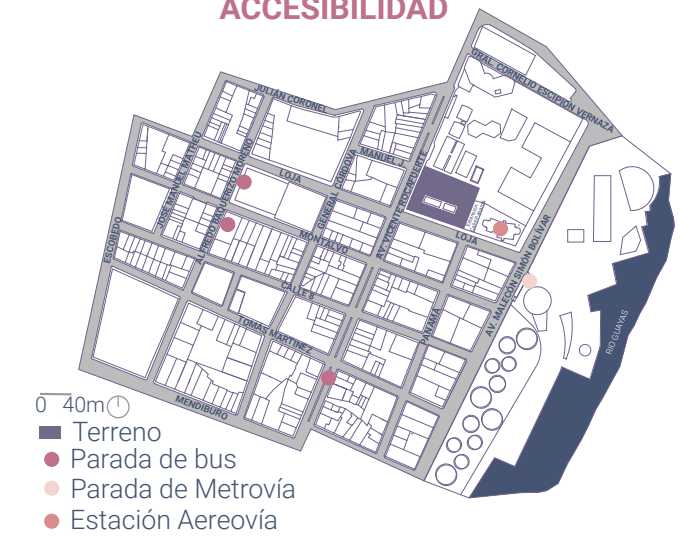 ACCESIBILIDAD
GRAL. CORNELIO ESCIPIÓN VERNAZA
JULIÁN CORONEL
MANUEL J.
JOSÉ MANUEL MATHEU
ALFREDO BAQUERIZO MORENO
LOJA
GENERAL CÓRDOVA
AV. VICENTE ROCAFUERTE
LOJA
MONTALVO
ESCOBEDO
AV. MALECÓN SIMÓN BOLÍVAR
CALLE 8
PANAMÁ
TOMÁS MARTÍNEZ
RIO GUAYAS
MENDIBURO
0 40m
Terreno
Parada de bus
Parada de Metrovía
Estación Aereovía